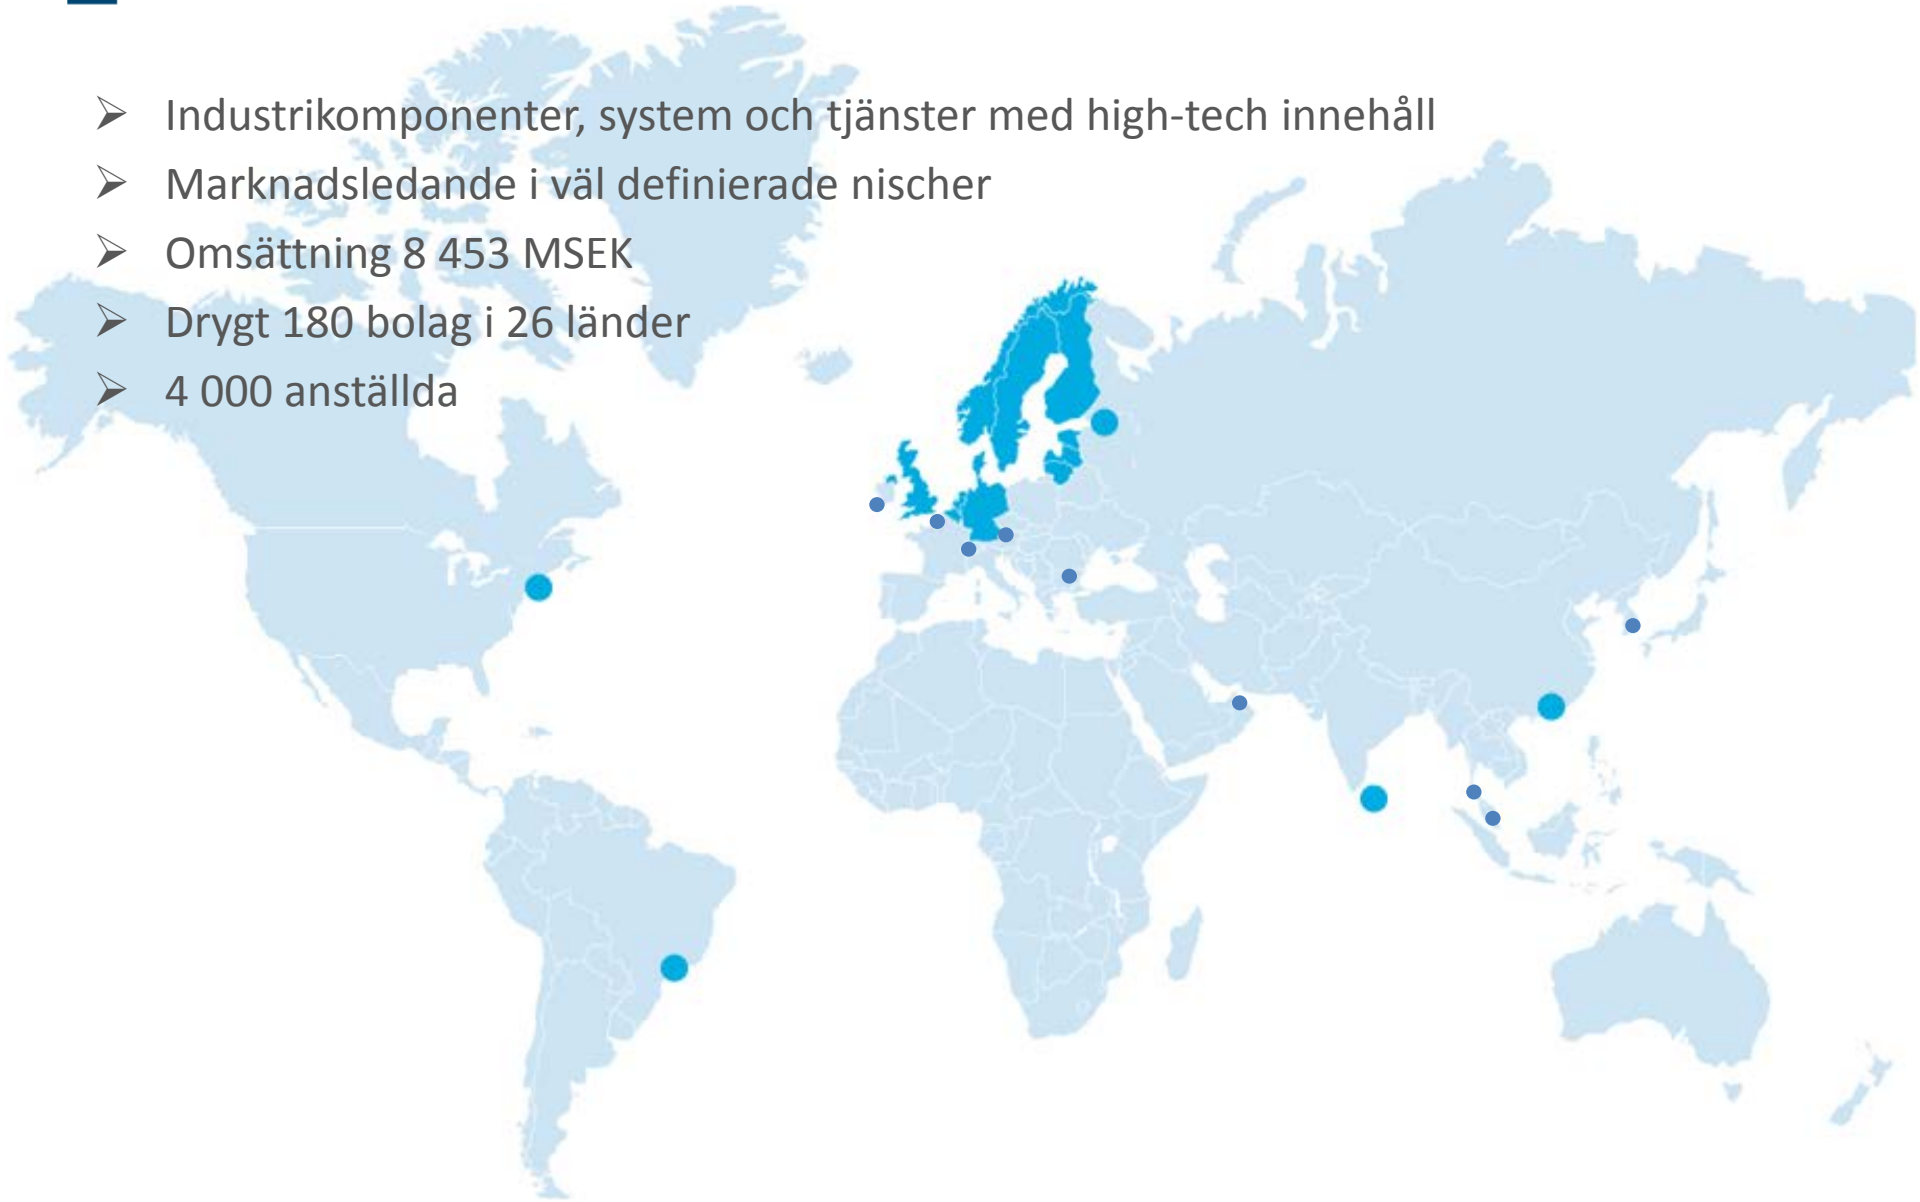 ➢ Industrikomponenter, system och tjänster med high-tech innehåll
➢ Marknadsledande i väl definierade nischer
➢ Omsättning 8 453 MSEK
➢ Drygt 180 bolag i 26 länder
➢ 4 000 anställda